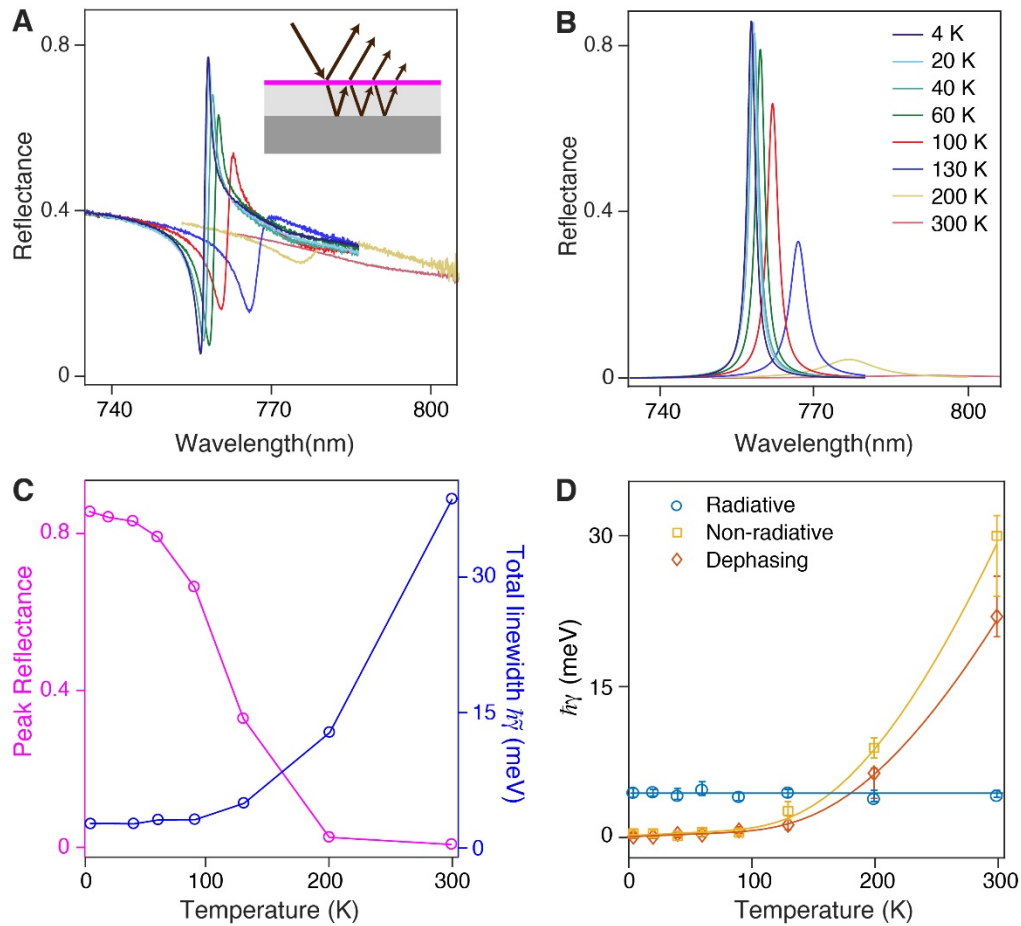 A
0.8
0.4
0
Reflectance
740
770
800
Wavelength(nm)
B
0.8
0.4
0
Reflectance
740
770
800
Wavelength(nm)
4 K
20 K
40 K
60 K
100 K
130 K
200 K
300 K
C
0.8
0.4
0
Peak Reflectance
30
15
0
Total linewidth ℏγ̃ (meV)
0
100
200
300
Temperature (K)
D
Radiative
Non-radiative
Dephasing
30
15
0
ℏγ (meV)
0
100
200
300
Temperature (K)